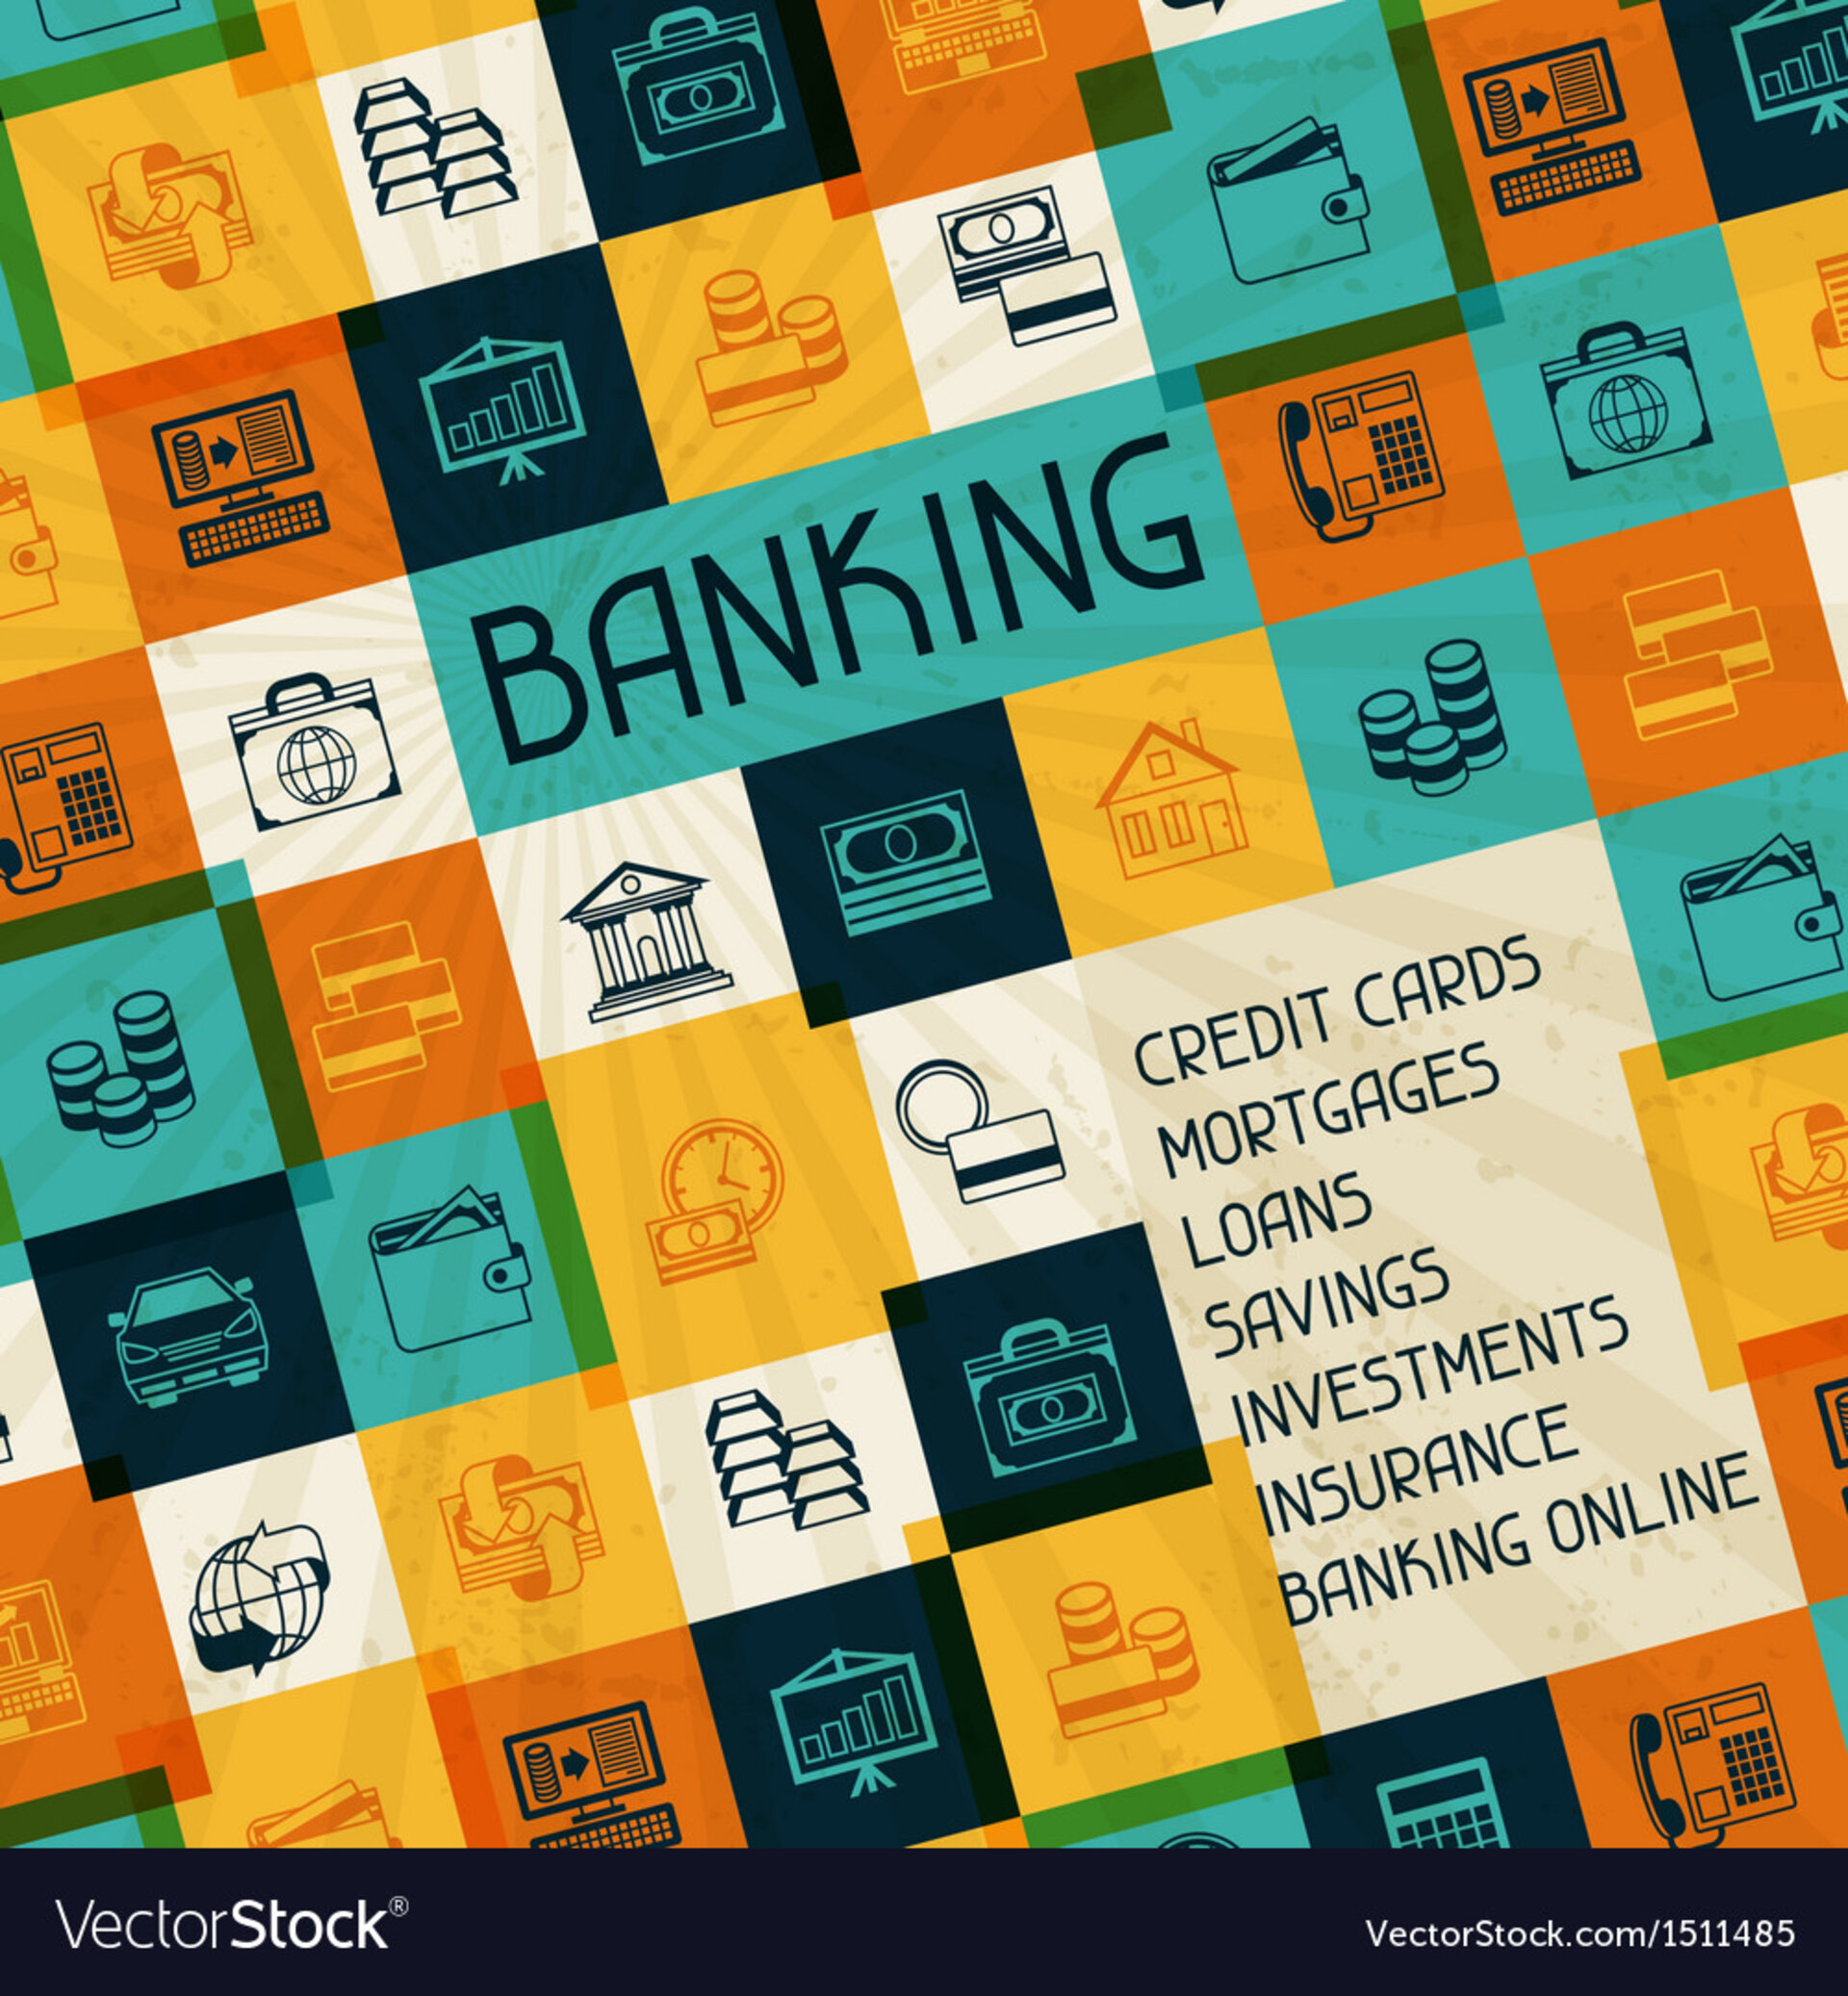 BANKING
CREDIT CARDS
MORTGAGES
LOANS
SAVINGS
INVESTMENTS
INSURANCE
BANKING ONLINE
VectorStock®
VectorStock.com/1511485